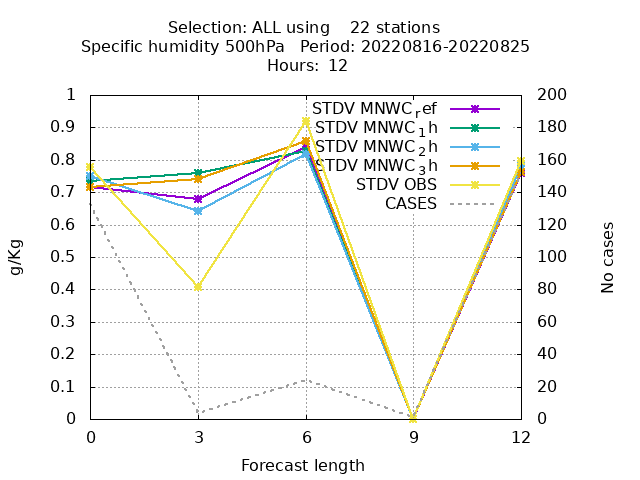 Selection: ALL using 22 stations
Specific humidity 500hPa Period: 20220816-20220825
Hours: 12
STDV MNWC_ref
STDV MNWC_1h
STDV MNWC_2h
STDV MNWC_3h
STDV OBS
CASES
1
0.9
0.8
0.7
0.6
0.5
0.4
0.3
0.2
0.1
0
g/Kg
200
180
160
140
120
100
80
60
40
20
0
No cases
0 3 6 9 12
Forecast length